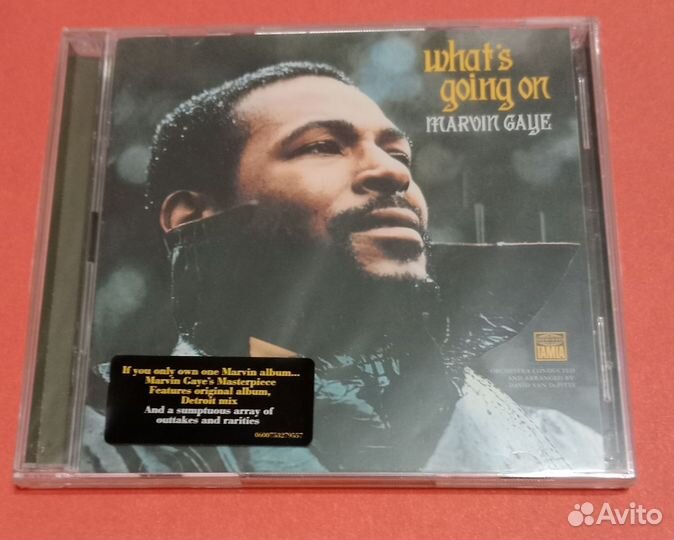 what's
going on
MARVIN GAYE
TAMLA
ORCHESTRA CONDUCTED
AND ARRANGED BY
DAVID VAN DePITTE
If you only own one Marvin album...
Marvin Gaye's Masterpiece
Features original album,
Detroit mix
And a sumptuous array of
outtakes and rarities
0600753279557
Avito